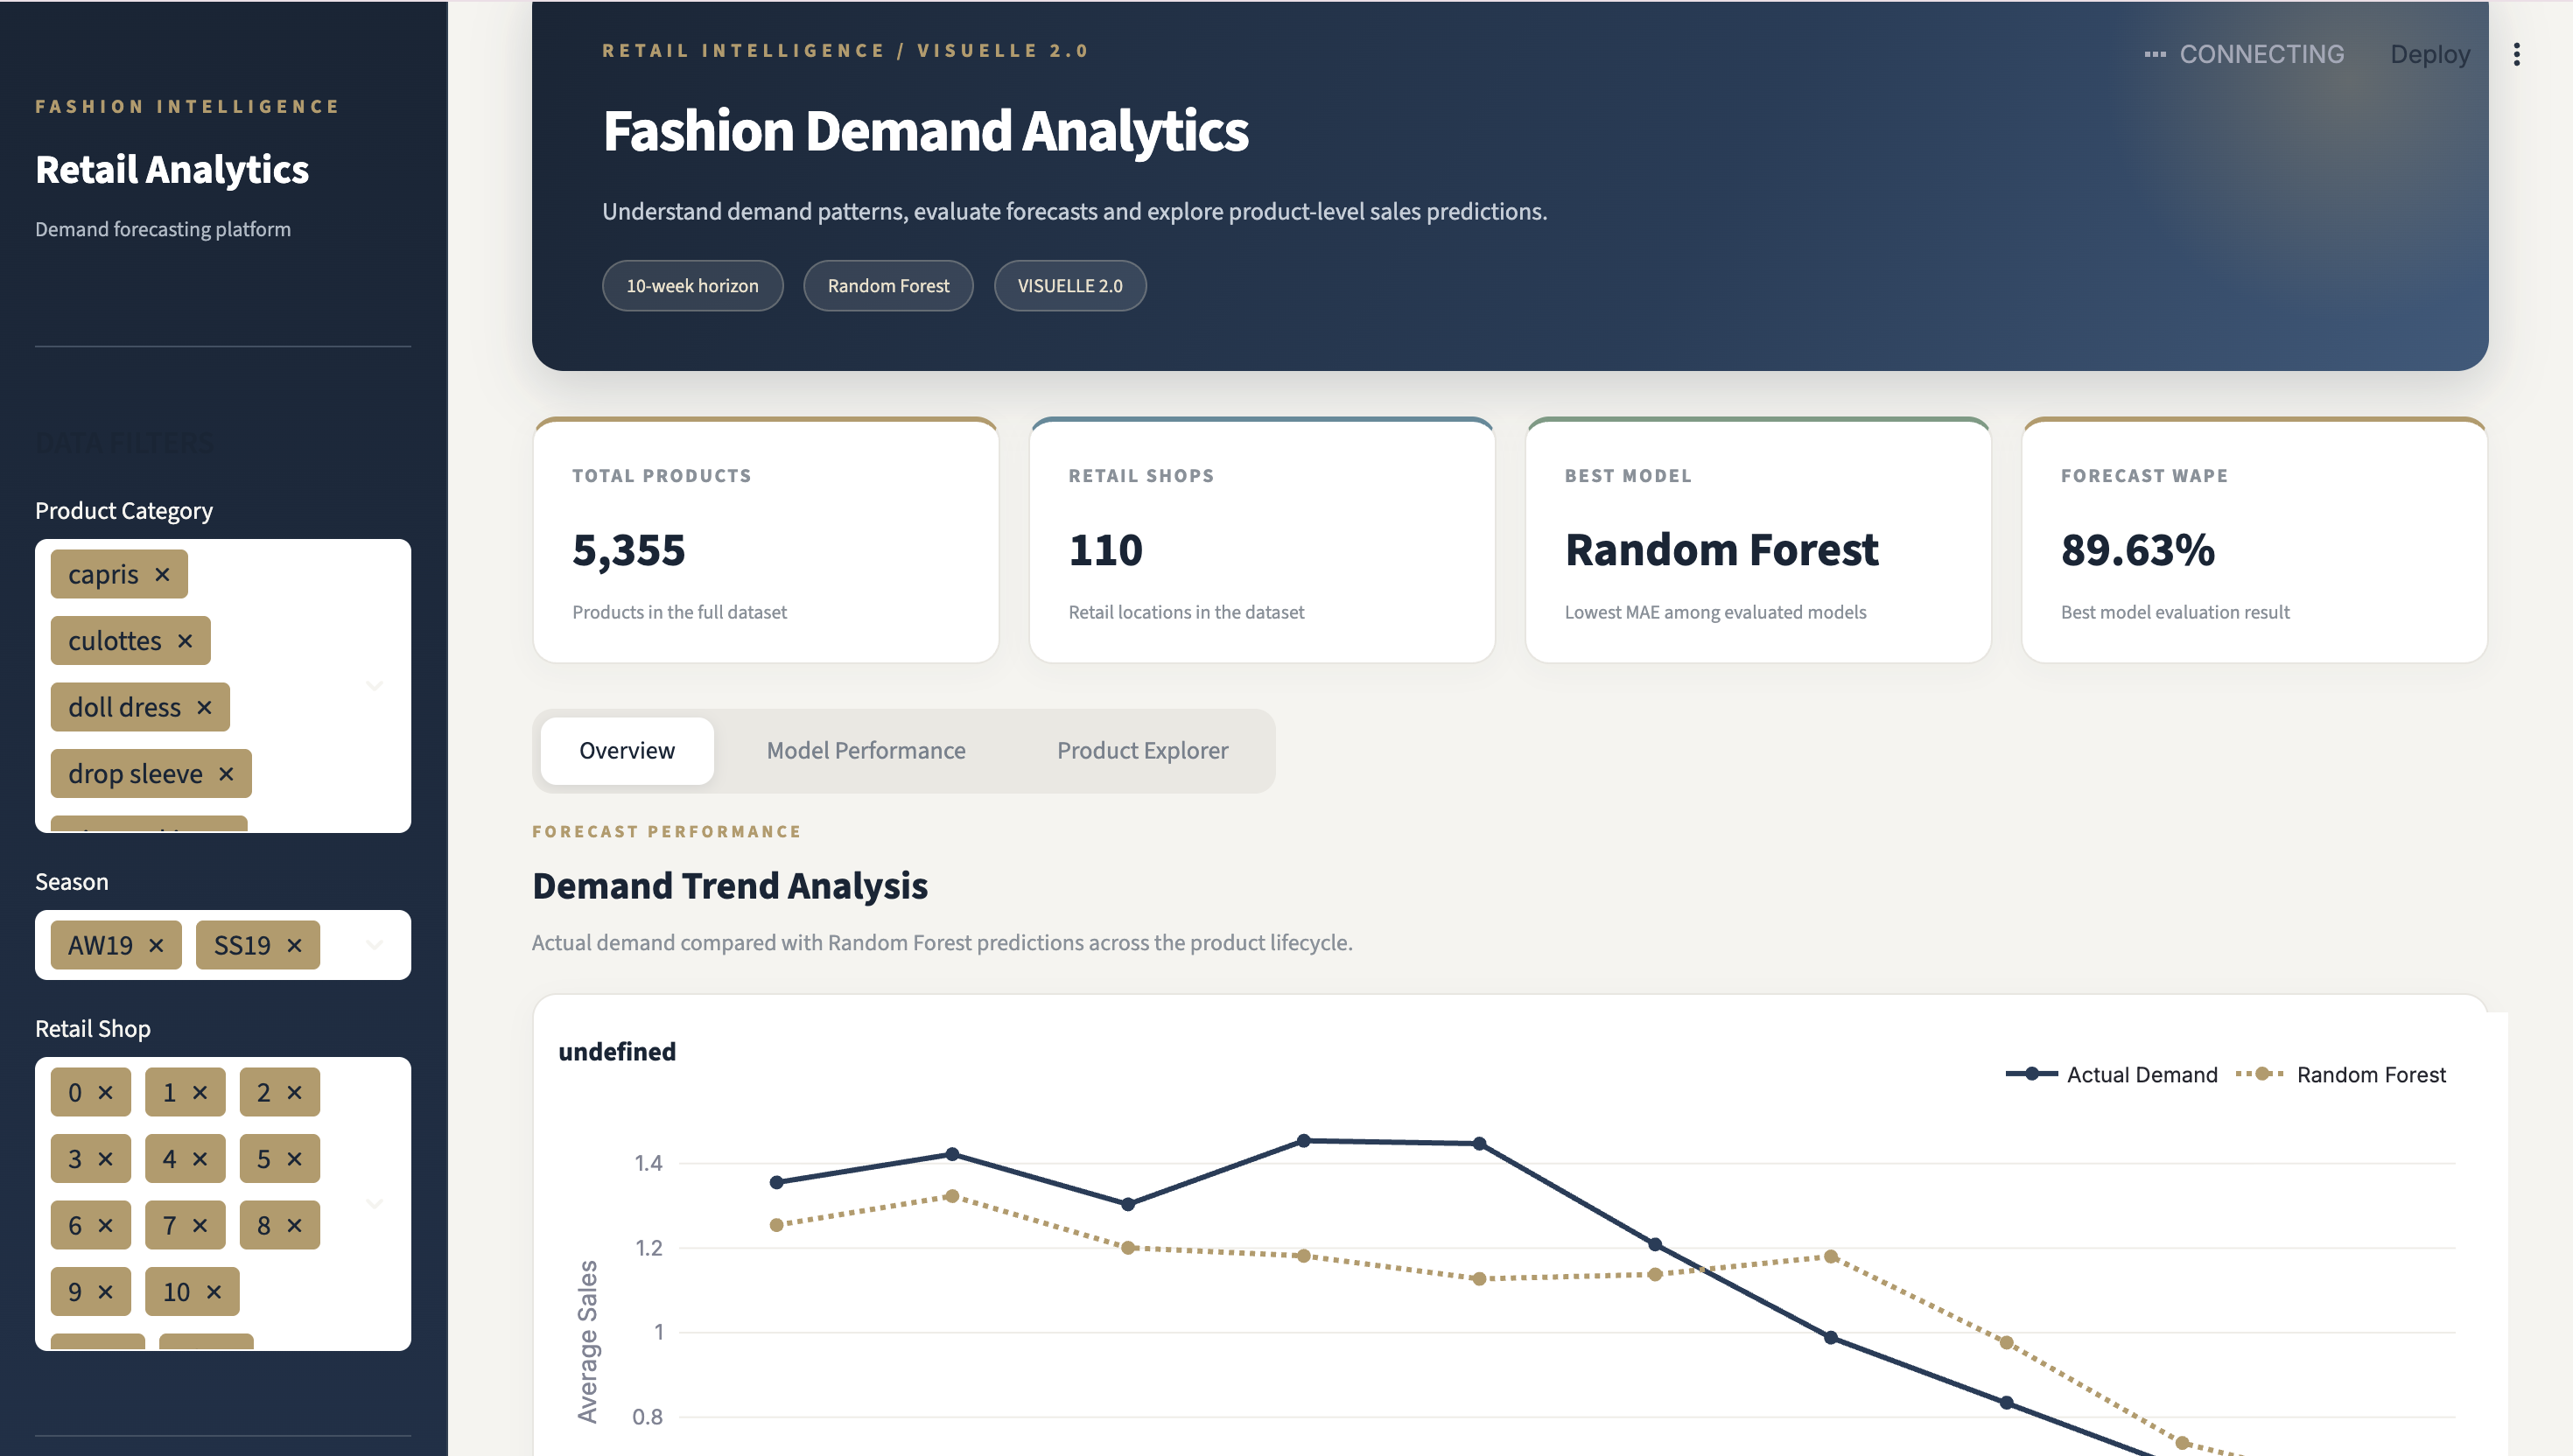 FASHION INTELLIGENCE
Retail Analytics
Demand forecasting platform
DATA FILTERS
Product Category
capris ×
culottes ×
doll dress ×
drop sleeve ×
Season
AW19 × SS19 ×
Retail Shop
0 × 1 × 2 ×
3 × 4 × 5 ×
6 × 7 × 8 ×
9 × 10 ×
RETAIL INTELLIGENCE / VISUELLE 2.0
CONNECTING Deploy
Fashion Demand Analytics
Understand demand patterns, evaluate forecasts and explore product-level sales predictions.
10-week horizon Random Forest VISUELLE 2.0
TOTAL PRODUCTS
5,355
Products in the full dataset
RETAIL SHOPS
110
Retail locations in the dataset
BEST MODEL
Random Forest
Lowest MAE among evaluated models
FORECAST WAPE
89.63%
Best model evaluation result
Overview Model Performance Product Explorer
FORECAST PERFORMANCE
Demand Trend Analysis
Actual demand compared with Random Forest predictions across the product lifecycle.
undefined
Actual Demand Random Forest
1.4
1.2
1
0.8
Average Sales